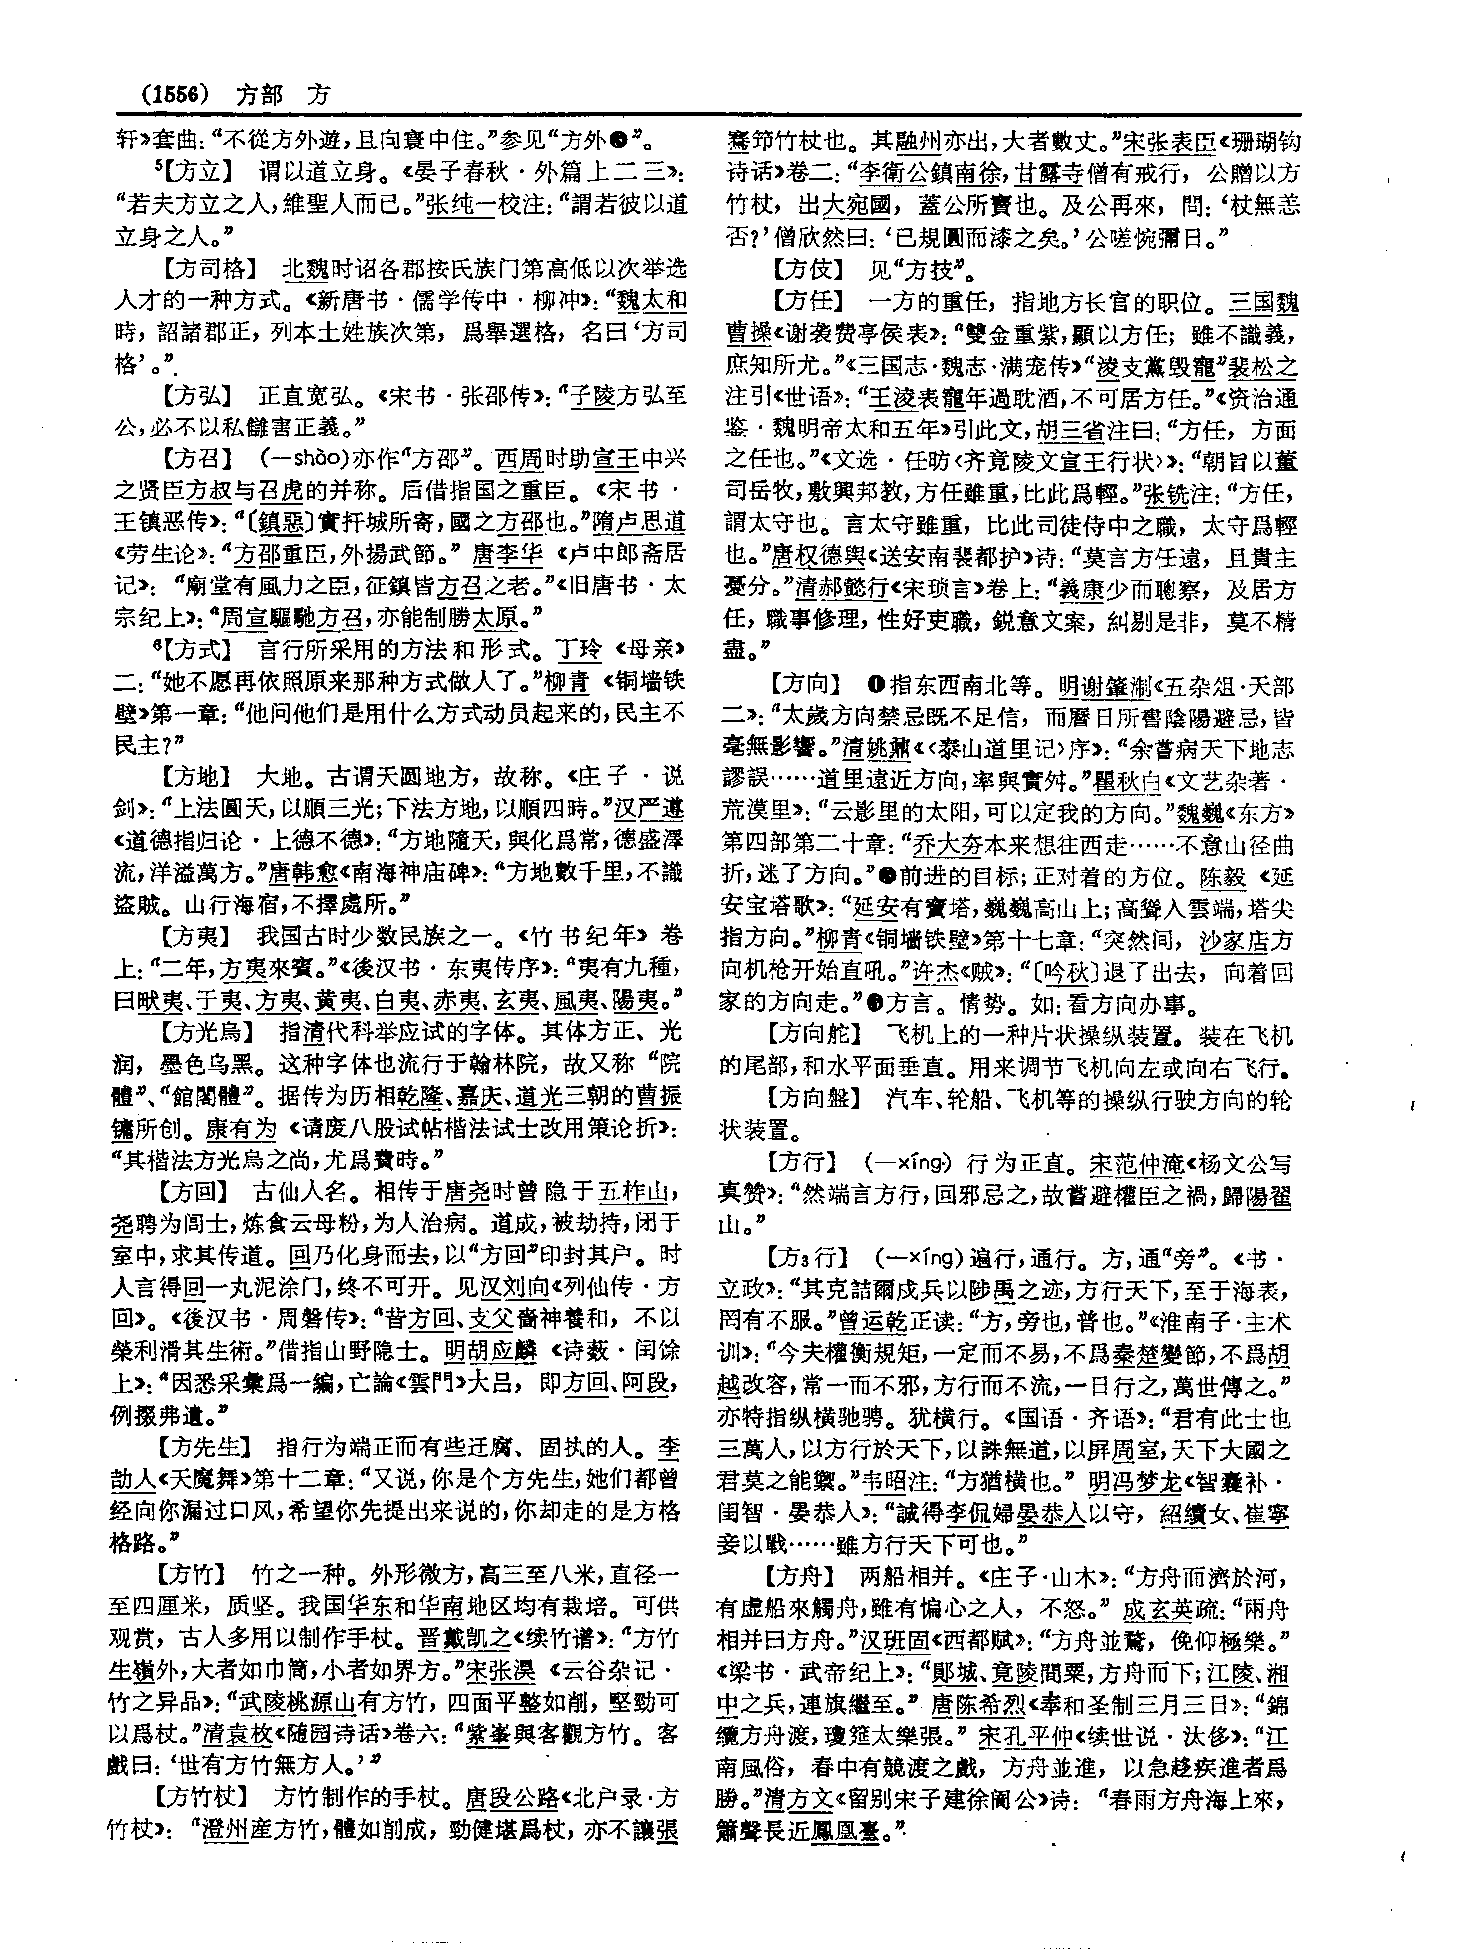 (1556) 方部 方
轩》套曲：“不從方外遊，且向寰中住。”参见“方外●”。
⁵【方立】 谓以道立身。《晏子春秋·外篇上二三》：
“若夫方立之人，維聖人而已。”张纯一校注：“謂若彼以道
立身之人。”
【方司格】 北魏时诏各郡按氏族门第高低以次举选
人才的一种方式。《新唐书·儒学传中·柳冲》：“魏太和
時，詔諸郡正，列本土姓族次第，爲舉選格，名曰‘方司
格’。”
【方弘】 正直宽弘。《宋书·张邵传》：“子陵方弘至
公，必不以私讎害正義。”
【方召】 (—shào)亦作“方邵”。西周时助宣王中兴
之贤臣方叔与召虎的并称。后借指国之重臣。《宋书·
王镇恶传》：“〔鎮惡〕實扞城所寄，國之方邵也。”隋卢思道
《劳生论》：“方邵重臣，外揚武節。”唐李华《卢中郎斋居
记》：“廟堂有風力之臣，征鎮皆方召之老。”《旧唐书·太
宗纪上》：“周宣驅馳方召，亦能制勝太原。”
⁶【方式】 言行所采用的方法和形式。丁玲《母亲》
二：“她不愿再依照原来那种方式做人了。”柳青《铜墙铁
壁》第一章：“他问他们是用什么方式动员起来的，民主不
民主？”
【方地】 大地。古谓天圆地方，故称。《庄子·说
剑》：“上法圓天，以順三光；下法方地，以順四時。”汉严遵
《道德指归论·上德不德》：“方地隨天，與化爲常，德盛澤
流，洋溢萬方。”唐韩愈《南海神庙碑》：“方地數千里，不識
盜賊。山行海宿，不擇處所。”
【方夷】 我国古时少数民族之一。《竹书纪年》卷
上：“二年，方夷來賓。”《後汉书·东夷传序》：“夷有九種，
曰畎夷、于夷、方夷、黄夷、白夷、赤夷、玄夷、風夷、陽夷。”
【方光烏】 指清代科举应试的字体。其体方正、光
润，墨色乌黑。这种字体也流行于翰林院，故又称“院
體”、“館閣體”。据传为历相乾隆、嘉庆、道光三朝的曹振
镛所创。康有为《请废八股试帖楷法试士改用策论折》：
“其楷法方光烏之尚，尤爲費時。”
【方回】 古仙人名。相传于唐尧时曾隐于五柞山，
尧聘为闾士，炼食云母粉，为人治病。道成，被劫持，闭于
室中，求其传道。回乃化身而去，以“方回”印封其户。时
人言得回一丸泥涂门，终不可开。见汉刘向《列仙传·方
回》。《後汉书·周磐传》：“昔方回、支父嗇神養和，不以
榮利滑其生術。”借指山野隐士。明胡应麟《诗薮·闰馀
上》：“因悉采彙爲一編，亡論《雲門》大吕，即方回、阿段，
例掇弗遺。”
【方先生】 指行为端正而有些迂腐、固执的人。李
劼人《天魔舞》第十二章：“又说，你是个方先生，她们都曾
经向你漏过口风，希望你先提出来说的，你却走的是方格
格路。”
【方竹】 竹之一种。外形微方，高三至八米，直径一
至四厘米，质坚。我国华东和华南地区均有栽培。可供
观赏，古人多用以制作手杖。晋戴凯之《续竹谱》：“方竹
生嶺外，大者如巾筒，小者如界方。”宋张淏《云谷杂记·
竹之异品》：“武陵桃源山有方竹，四面平整如削，堅勁可
以爲杖。”清袁枚《随园诗话》卷六：“紫峯與客觀方竹。客
戲曰：‘世有方竹無方人。’”
【方竹杖】 方竹制作的手杖。唐段公路《北户录·方
竹杖》：“澄州産方竹，體如削成，勁健堪爲杖，亦不讓張
騫笻竹杖也。其融州亦出，大者數丈。”宋张表臣《珊瑚钩
诗话》卷二：“李衛公鎮南徐，甘露寺僧有戒行，公贈以方
竹杖，出大宛國，蓋公所寶也。及公再來，問：‘杖無恙
否？’僧欣然曰：‘已規圓而漆之矣。’公嗟惋彌日。”
【方伎】 见“方技”。
【方任】 一方的重任，指地方长官的职位。三国魏
曹操《谢袭费亭侯表》：“雙金重紫，顯以方任；雖不識義，
庶知所尤。”《三国志·魏志·满宠传》“淩支黨毁寵”裴松之
注引《世语》：“王淩表寵年過耽酒，不可居方任。”《资治通
鉴·魏明帝太和五年》引此文，胡三省注曰：“方任，方面
之任也。”《文选·任昉〈齐竟陵文宣王行状〉》：“朝旨以董
司岳牧，敷興邦教，方任雖重，比此爲輕。”张铣注：“方任，
謂太守也。言太守雖重，比此司徒侍中之職，太守爲輕
也。”唐权德舆《送安南裴都护》诗：“莫言方任遠，且貴主
憂分。”清郝懿行《宋琐言》卷上：“義康少而聰察，及居方
任，職事修理，性好吏職，鋭意文案，糾剔是非，莫不精
盡。”
【方向】 ❶指东西南北等。明谢肇淛《五杂俎·天部
二》：“太歲方向禁忌既不足信，而曆日所書陰陽避忌，皆
毫無影響。”清姚鼐《〈泰山道里记〉序》：“余嘗病天下地志
謬誤……道里遠近方向，率與實舛。”瞿秋白《文艺杂著·
荒漠里》：“云影里的太阳，可以定我的方向。”魏巍《东方》
第四部第二十章：“乔大夯本来想往西走……不意山径曲
折，迷了方向。”❷前进的目标；正对着的方位。陈毅《延
安宝塔歌》：“延安有寶塔，巍巍高山上；高聳入雲端，塔尖
指方向。”柳青《铜墙铁壁》第十七章：“突然间，沙家店方
向机枪开始直吼。”许杰《贼》：“〔吟秋〕退了出去，向着回
家的方向走。”❸方言。情势。如：看方向办事。
【方向舵】 飞机上的一种片状操纵装置。装在飞机
的尾部，和水平面垂直。用来调节飞机向左或向右飞行。
【方向盤】 汽车、轮船、飞机等的操纵行驶方向的轮
状装置。
【方行】 (—xíng) 行为正直。宋范仲淹《杨文公写
真赞》：“然端言方行，回邪忌之，故嘗避權臣之禍，歸陽翟
山。”
【方₃行】 (—xíng)遍行，通行。方，通“旁”。《书·
立政》：“其克詰爾戎兵以陟禹之迹，方行天下，至于海表，
罔有不服。”曾运乾正读：“方，旁也，普也。”《淮南子·主术
训》：“今夫權衡規矩，一定而不易，不爲秦楚變節，不爲胡
越改容，常一而不邪，方行而不流，一日行之，萬世傳之。”
亦特指纵横驰骋。犹横行。《国语·齐语》：“君有此士也
三萬人，以方行於天下，以誅無道，以屏周室，天下大國之
君莫之能禦。”韦昭注：“方猶横也。”明冯梦龙《智囊补·
闺智·晏恭人》：“誠得李侃婦晏恭人以守，紹續女、崔寧
妾以戰……雖方行天下可也。”
【方舟】 两船相并。《庄子·山木》：“方舟而濟於河，
有虛船來觸舟，雖有惼心之人，不怒。”成玄英疏：“兩舟
相并曰方舟。”汉班固《西都赋》：“方舟並鶩，俛仰極樂。”
《梁书·武帝纪上》：“鄖城、竟陵間粟，方舟而下；江陵、湘
中之兵，連旗繼至。”唐陈希烈《奉和圣制三月三日》：“錦
纜方舟渡，瓊筵太樂張。”宋孔平仲《续世说·汰侈》：“江
南風俗，春中有競渡之戲，方舟並進，以急趍疾進者爲
勝。”清方文《留别宋子建徐闇公》诗：“春雨方舟海上來，
簫聲長近鳳凰臺。”